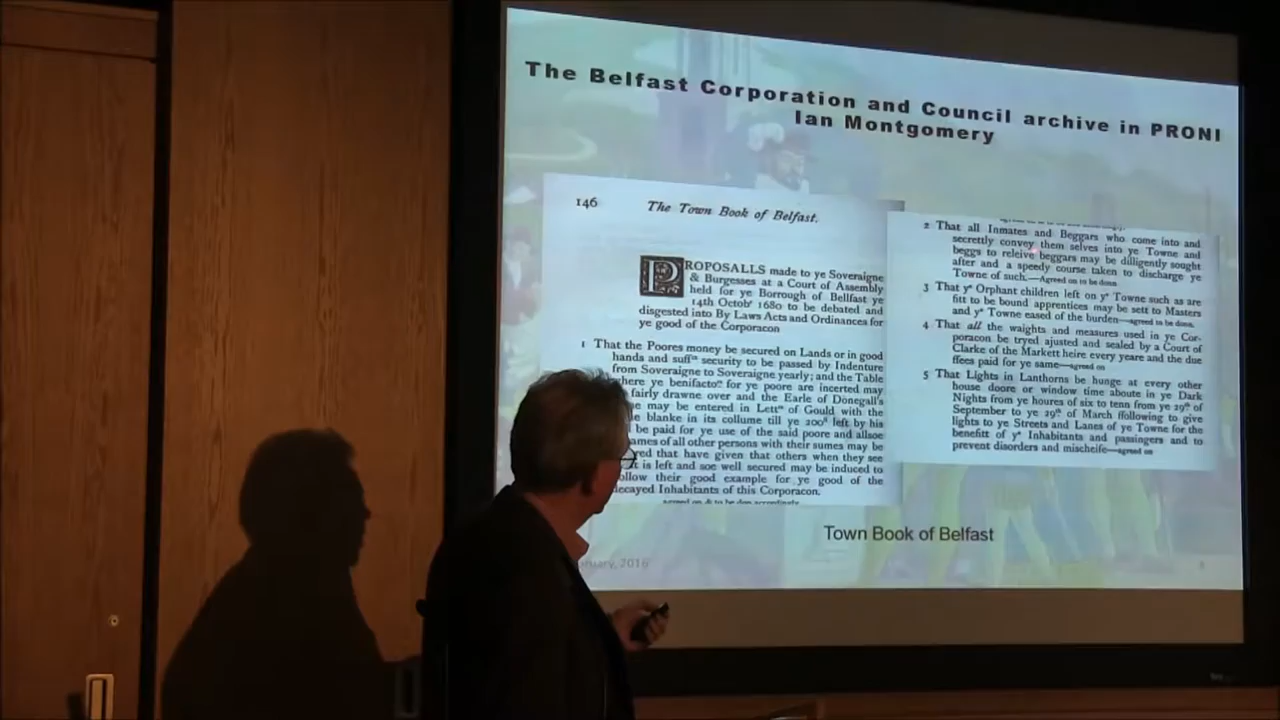 The Belfast Corporation and Council archive in PRONI
Ian Montgomery
146
The Town Book of Belfast.
PROPOSALLS made to ye Soveraigne
& Burgesses at a Court of Assembly
held for ye Borrough of Bellfast ye
14th Octobr 1680 to be debated and
disgested into By Laws Acts and Ordinances for
ye good of the Corporacon
1 That the Poores money be secured on Lands or in good
hands and suffn security to be passed by Indenture
from Soveraigne to Soveraigne yearly; and the Table
where ye benifactors for ye poore are incerted may
fairly drawne over and the Earle of Donegall's
may be entered in Lettrs of Gould with the
blanke in its collume till ye 200ll left by his
be paid for ye use of the said poore and allsoe
names of all other persons with their sumes may be
that have given that others when they see
it is left and soe well secured may be induced to
follow their good example for ye good of the
decayed Inhabitants of this Corporacon.
2 That all Inmates and Beggars who come into and
secrettly convey them selves into ye Towne and
beggs to releive beggars may be dilligently sought
after and a speedy course taken to discharge ye
Towne of such.—Agreed on to be donn
3 That ye Orphant children left on ye Towne such as are
fitt to be bound apprentices may be sett to Masters
and ye Towne eased of the burden—agreed to be donn.
4 That all the waights and measures used in ye Cor-
poracon be tryed ajusted and sealed by a Court of
Clarke of the Markett heire every yeare and the due
ffees paid for ye same—agreed on
5 That Lights in Lanthorns be hunge at every other
house doore or window time aboute in ye Dark
Nights from ye houres of six to tenn from ye 29th of
September to ye 29th of March ffollowing to give
lights to ye Streets and Lanes of ye Towne for the
benefitt of ye Inhabitants and passingers and to
prevent disorders and mischeife—agreed on
Town Book of Belfast
2016